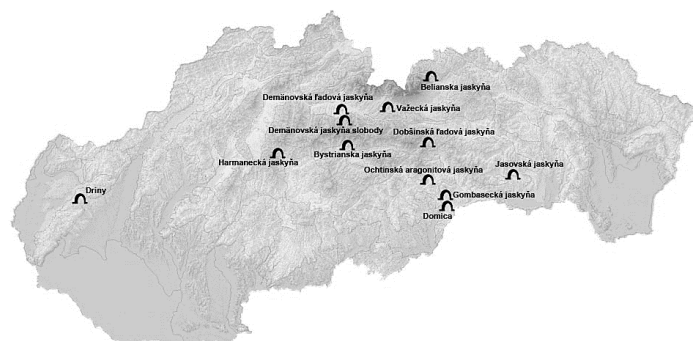 Belianska jaskyňa
Demänovská ľadová jaskyňa
Važecká jaskyňa
Demänovská jaskyňa slobody
Dobšinská ľadová jaskyňa
Bystrianska jaskyňa
Harmanecká jaskyňa
Ochtinská aragonitová jaskyňa
Jasovská jaskyňa
Driny
Gombasecká jaskyňa
Domica